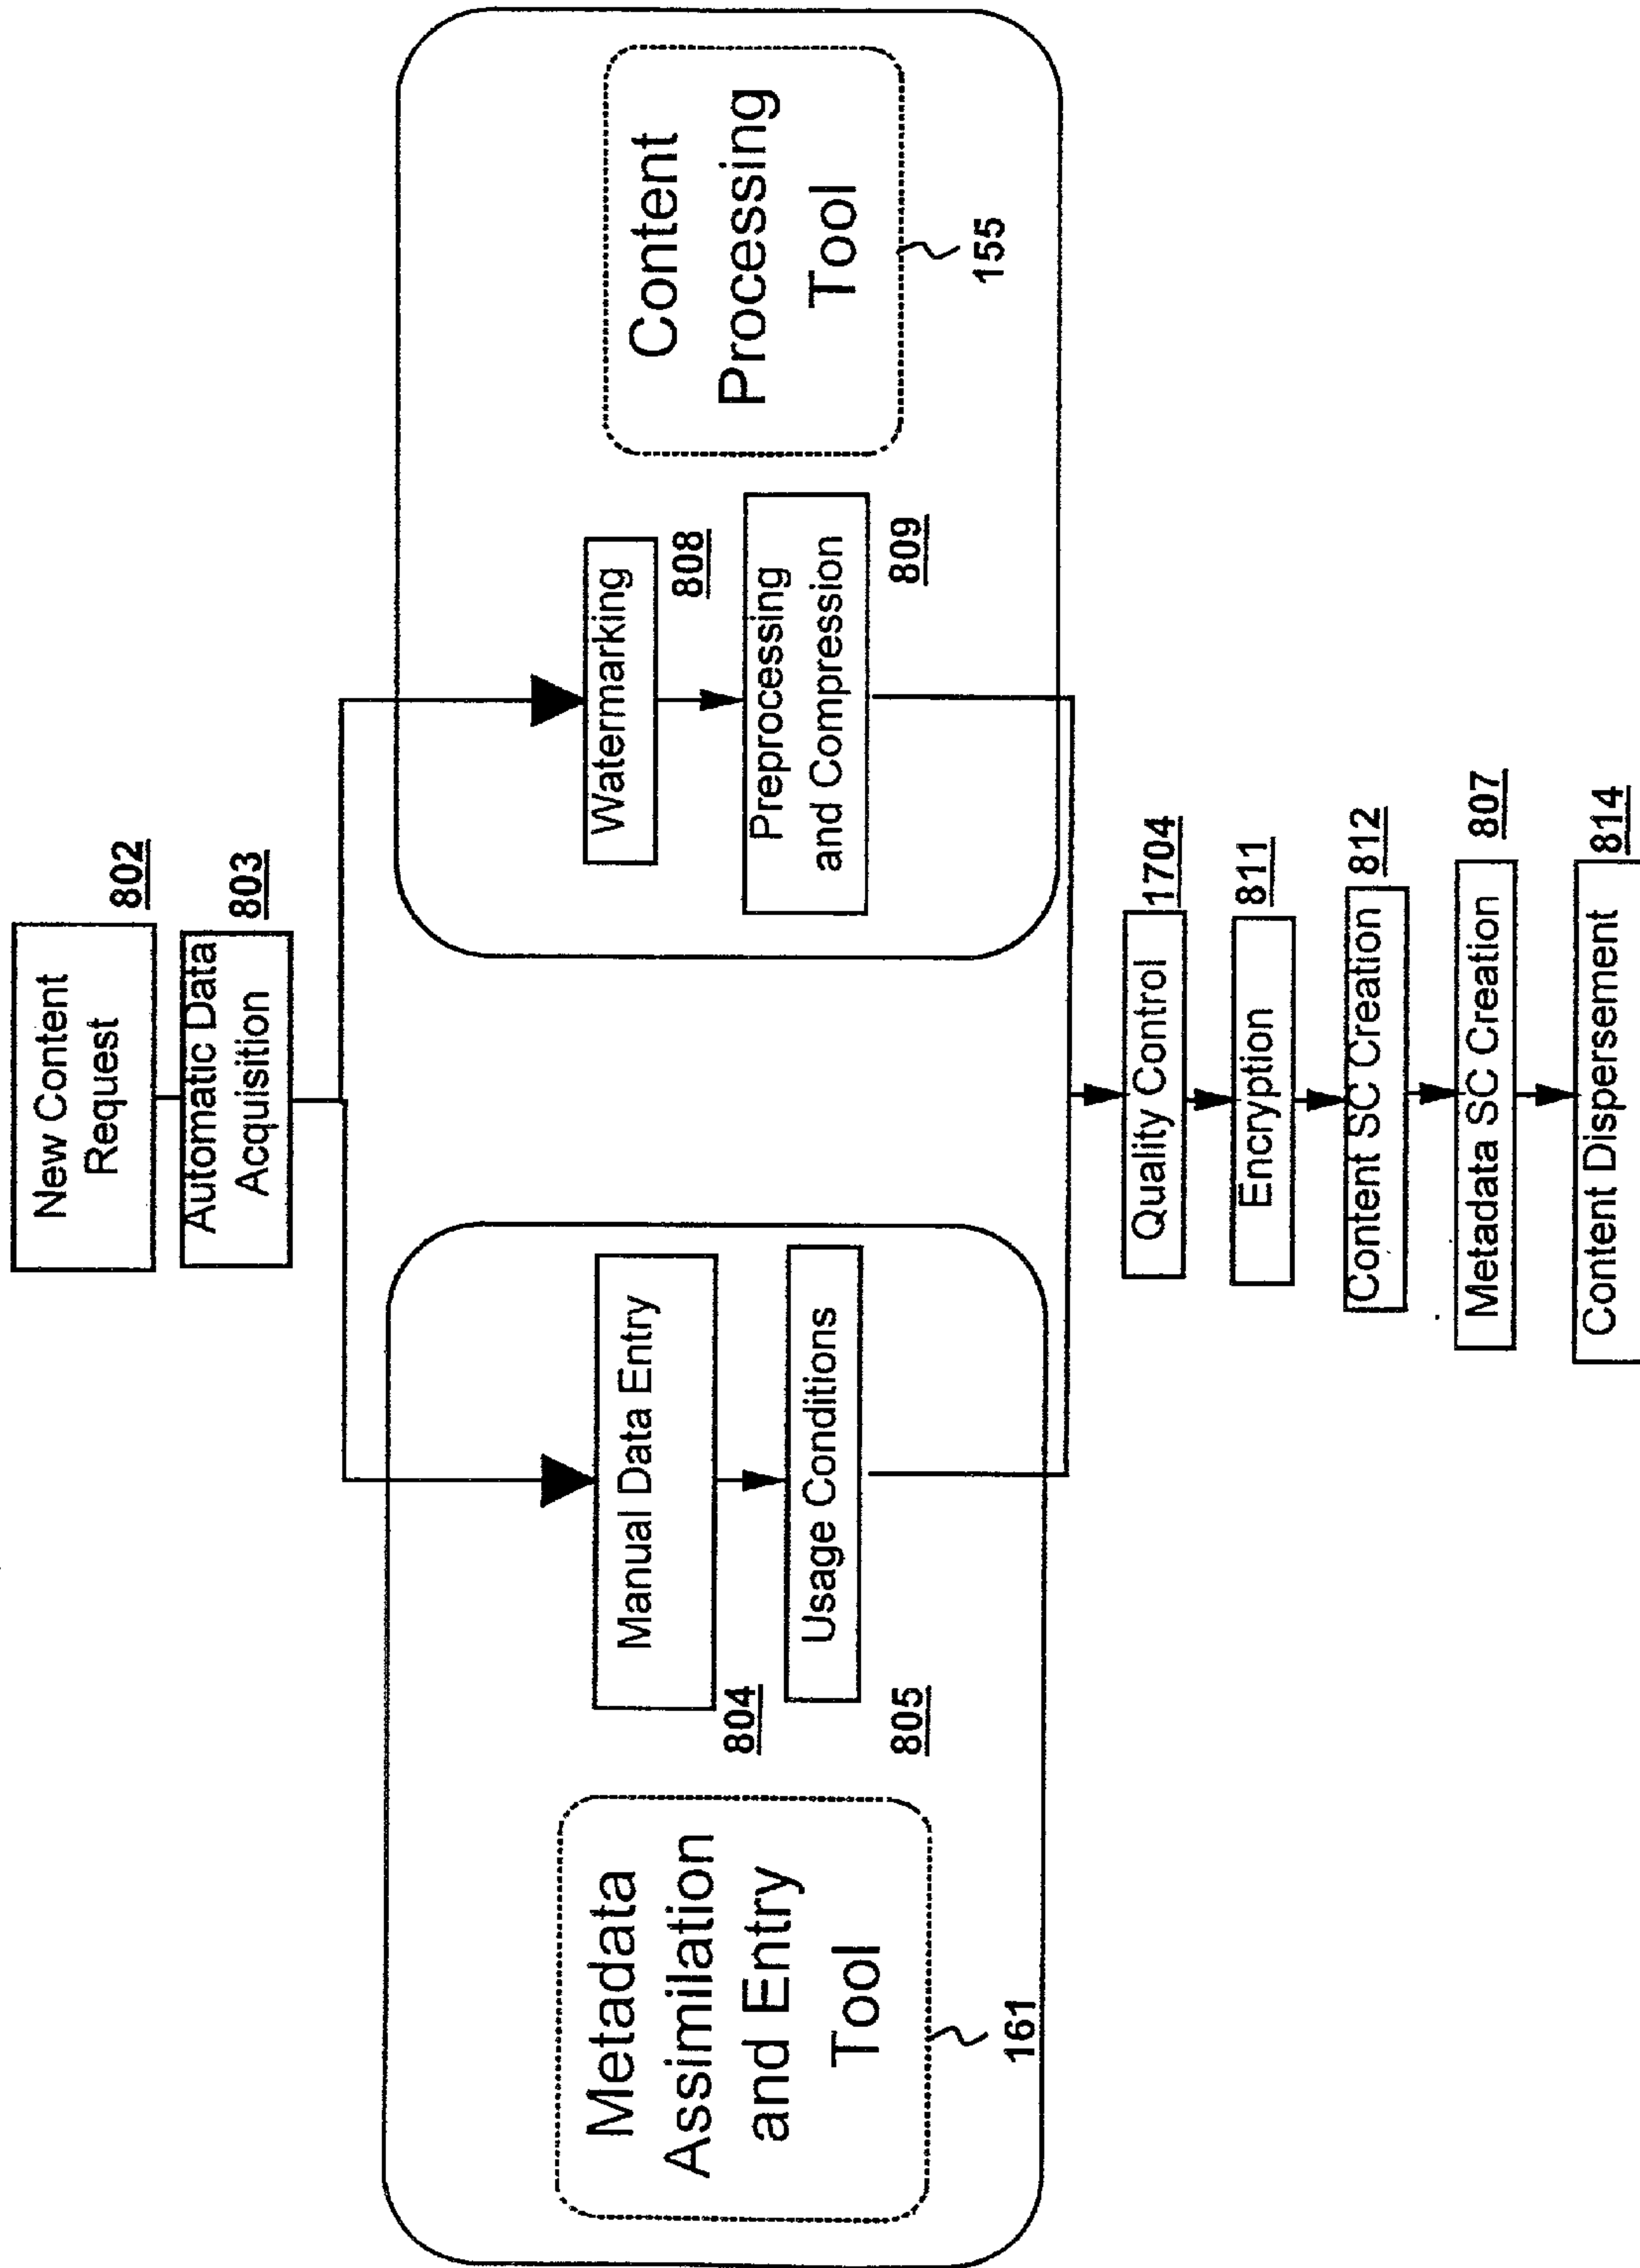 New Content
Request
802
Automatic Data
Acquisition
803
Metadata
Assimilation
and Entry
Tool
161
Manual Data Entry
804
Usage Conditions
805
Watermarking
808
Preprocessing
and Compression
809
Content
Processing
Tool
155
Quality Control
1704
Encryption
811
Content SC Creation
812
Metadata SC Creation
807
Content Dispersement
814